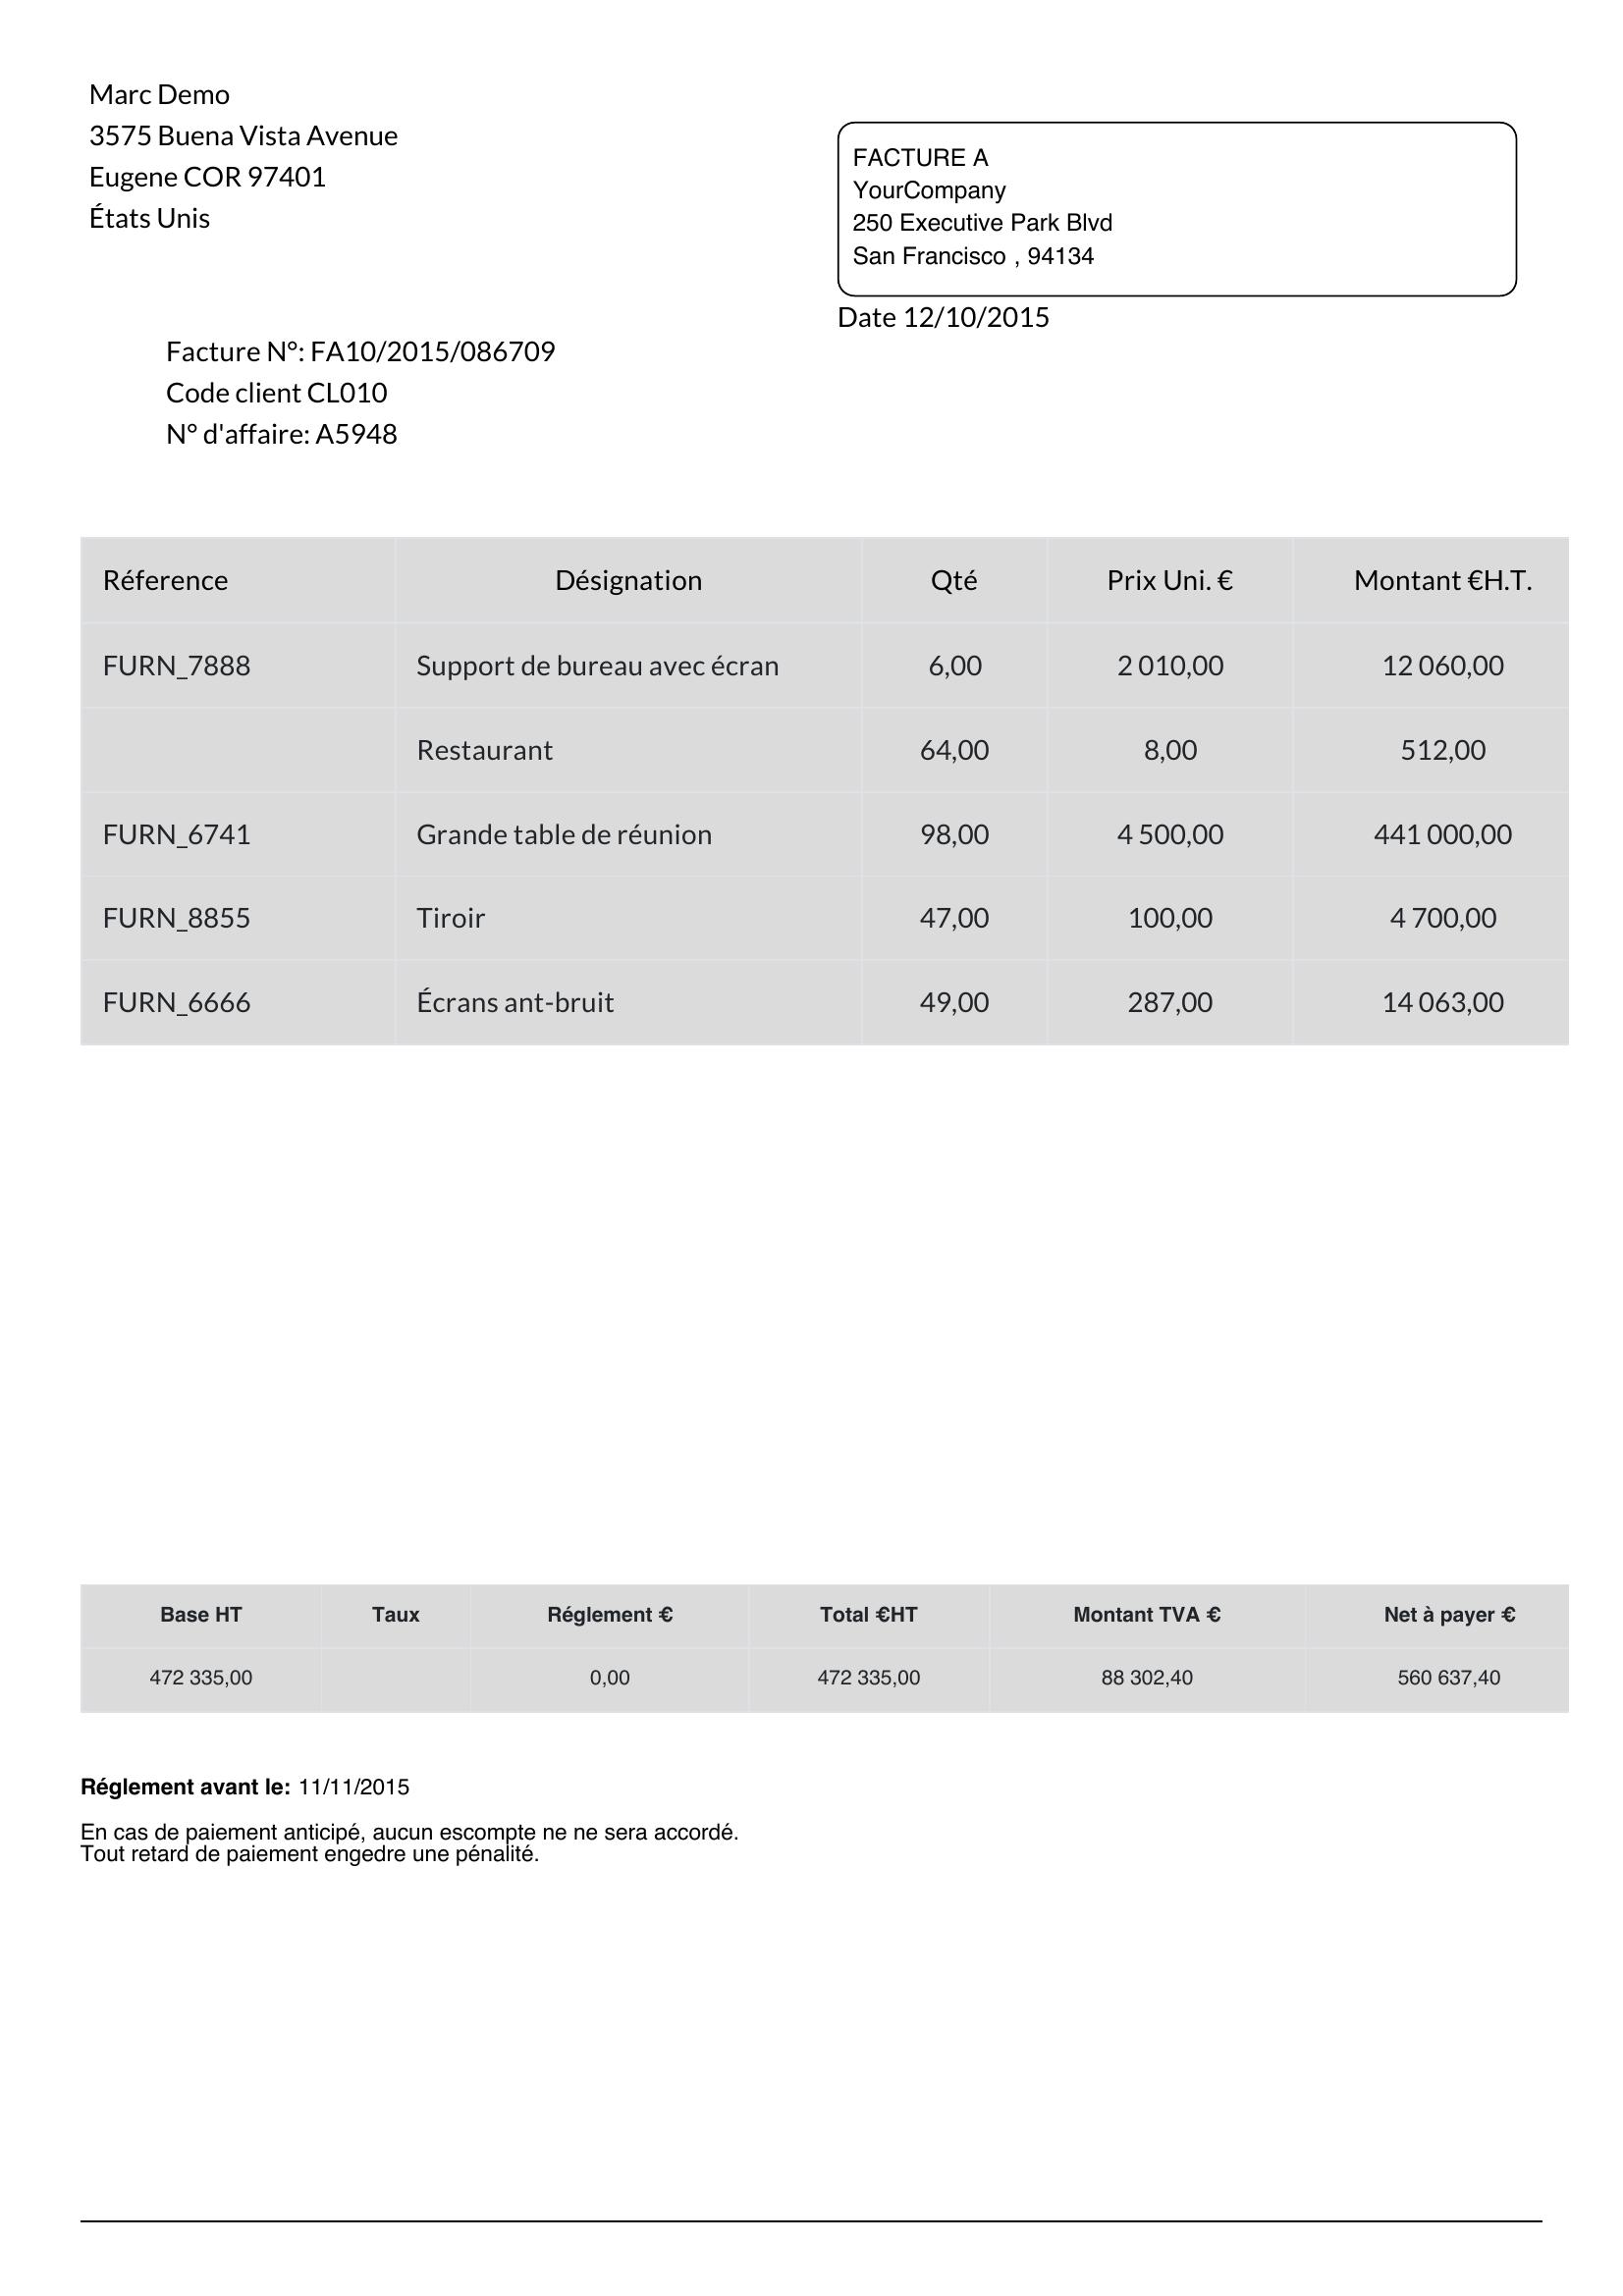 Marc Demo
3575 Buena Vista Avenue
Eugene COR 97401
États Unis
FACTURE A
YourCompany
250 Executive Park Blvd
San Francisco , 94134
Date 12/10/2015
Facture N°: FA10/2015/086709
Code client CL010
N° d'affaire: A5948
Réference Désignation Qté Prix Uni. € Montant €H.T.
FURN_7888 Support de bureau avec écran 6,00 2 010,00 12 060,00
Restaurant 64,00 8,00 512,00
FURN_6741 Grande table de réunion 98,00 4 500,00 441 000,00
FURN_8855 Tiroir 47,00 100,00 4 700,00
FURN_6666 Écrans ant-bruit 49,00 287,00 14 063,00
Base HT Taux Réglement € Total €HT Montant TVA € Net à payer €
472 335,00 0,00 472 335,00 88 302,40 560 637,40
Réglement avant le: 11/11/2015
En cas de paiement anticipé, aucun escompte ne ne sera accordé.
Tout retard de paiement engedre une pénalité.